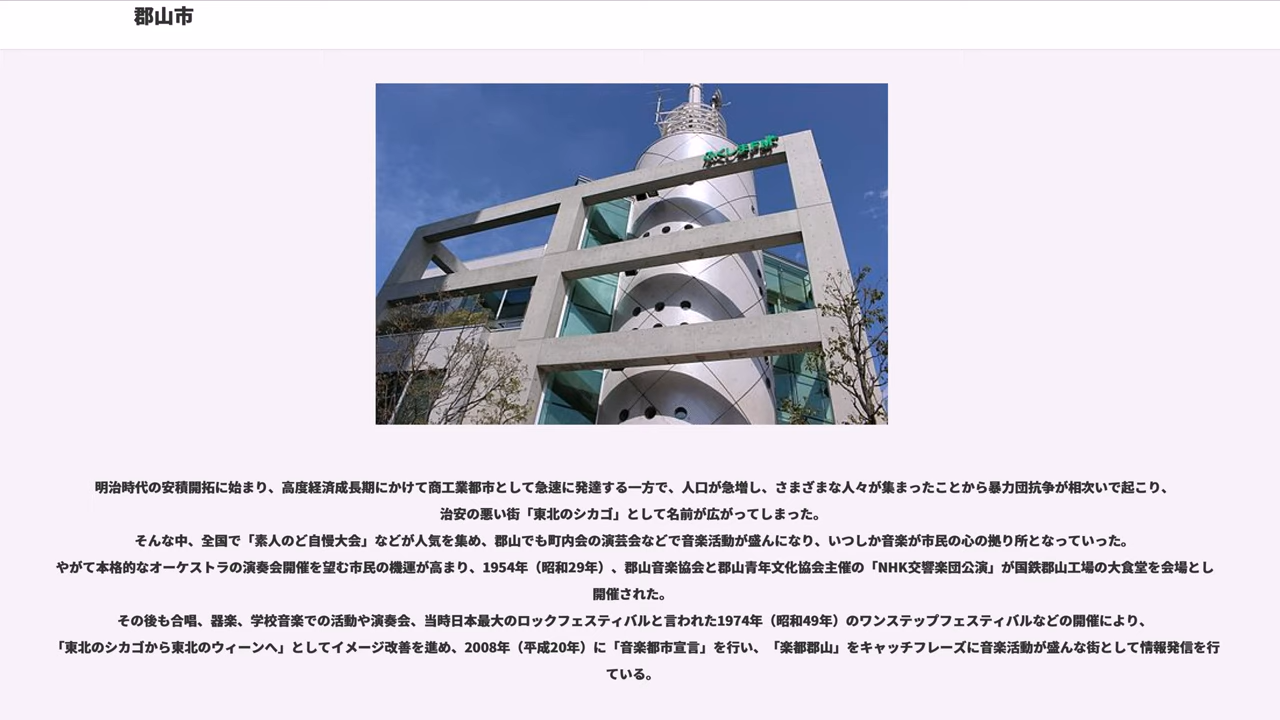 郡山市
明治時代の安積開拓に始まり、高度経済成長期にかけて商工業都市として急速に発達する一方で、人口が急増し、さまざまな人々が集まったことから暴力団抗争が相次いで起こり、
治安の悪い街「東北のシカゴ」として名前が広がってしまった。
そんな中、全国で「素人のど自慢大会」などが人気を集め、郡山でも町内会の演芸会などで音楽活動が盛んになり、いつしか音楽が市民の心の拠り所となっていった。
やがて本格的なオーケストラの演奏会開催を望む市民の機運が高まり、1954年（昭和29年）、郡山音楽協会と郡山青年文化協会主催の「NHK交響楽団公演」が国鉄郡山工場の大食堂を会場とし
開催された。
その後も合唱、器楽、学校音楽での活動や演奏会、当時日本最大のロックフェスティバルと言われた1974年（昭和49年）のワンステップフェスティバルなどの開催により、
「東北のシカゴから東北のウィーンへ」としてイメージ改善を進め、2008年（平成20年）に「音楽都市宣言」を行い、「楽都郡山」をキャッチフレーズに音楽活動が盛んな街として情報発信を行
ている。